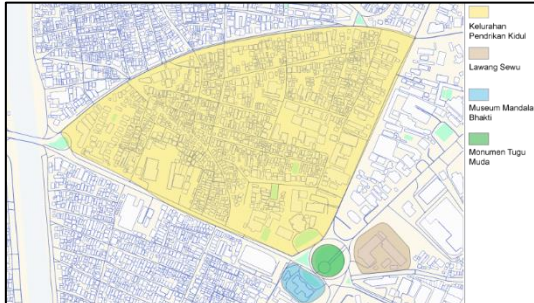 Kelurahan
Pendrikan Kidul
Lawang Sewu
Museum Mandala
Bhakti
Monumen Tugu
Muda